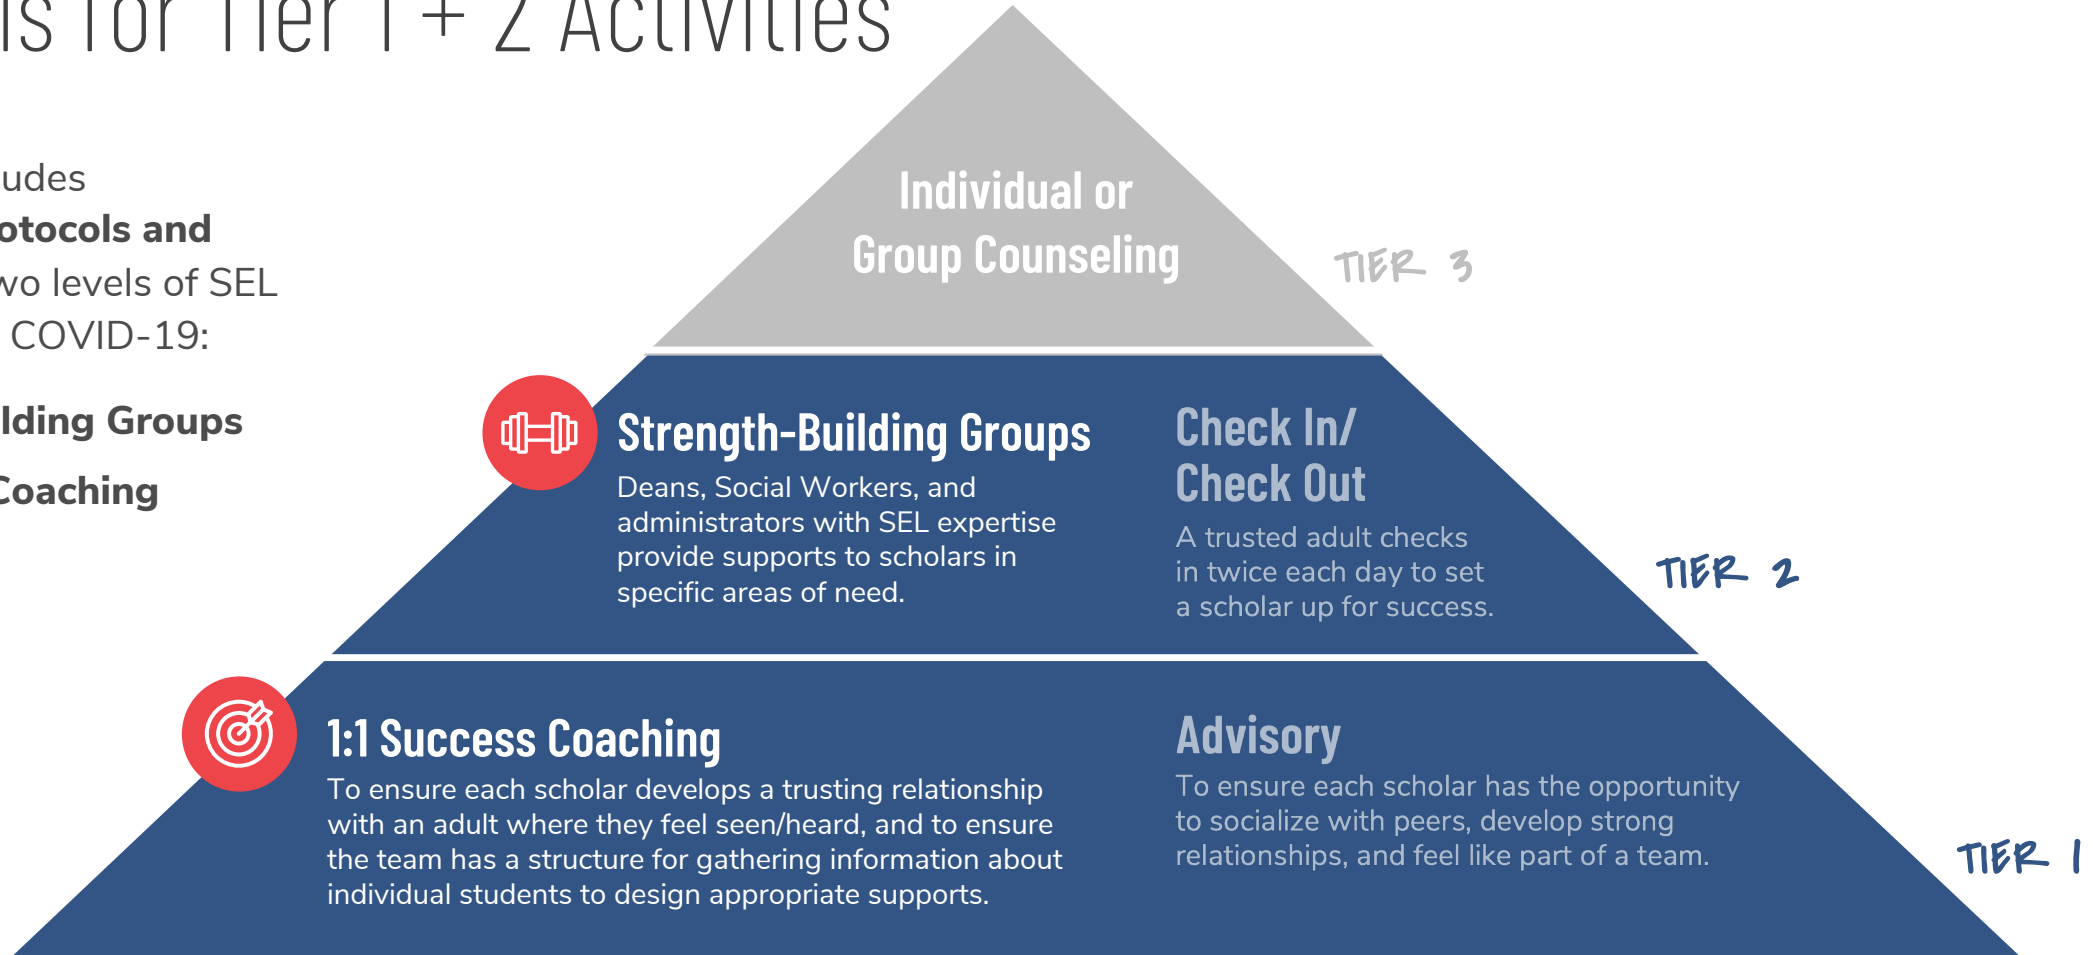 is for Tier 1 + 2 Activities
udes
otocols and
wo levels of SEL
COVID-19:
lding Groups
Coaching
Individual or
Group Counseling
TIER 3
Strength-Building Groups
Deans, Social Workers, and
administrators with SEL expertise
provide supports to scholars in
specific areas of need.
Check In/
Check Out
A trusted adult checks
in twice each day to set
a scholar up for success.
TIER 2
1:1 Success Coaching
To ensure each scholar develops a trusting relationship
with an adult where they feel seen/heard, and to ensure
the team has a structure for gathering information about
individual students to design appropriate supports.
Advisory
To ensure each scholar has the opportunity
to socialize with peers, develop strong
relationships, and feel like part of a team.
TIER 1